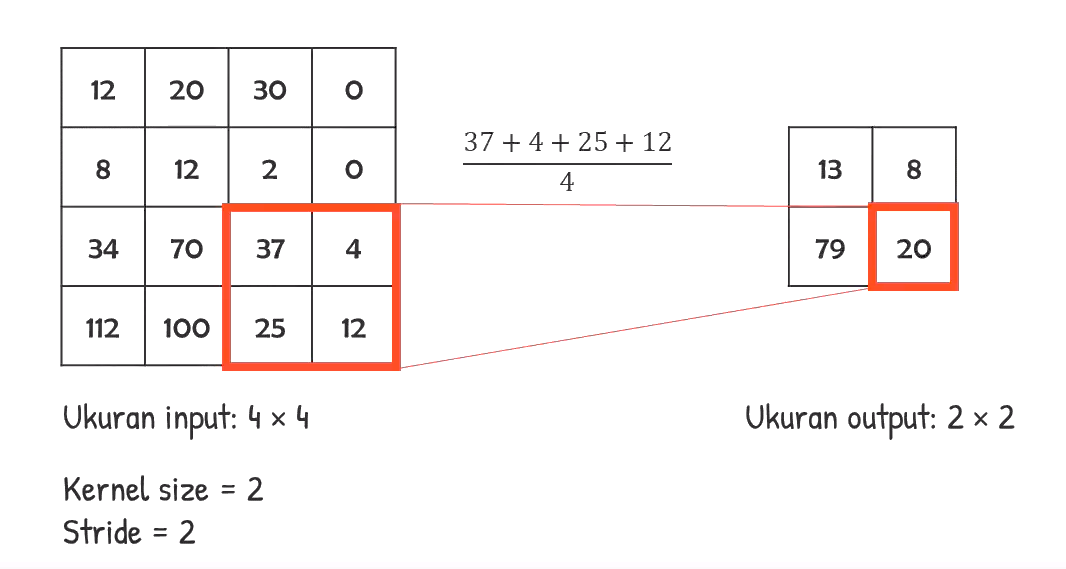 12 20 30 0
8 12 2 0
34 70 37 4
112 100 25 12
37 + 4 + 25 + 12
4
13 8
79 20
Ukuran input: 4 × 4
Ukuran output: 2 × 2
Kernel size = 2
Stride = 2